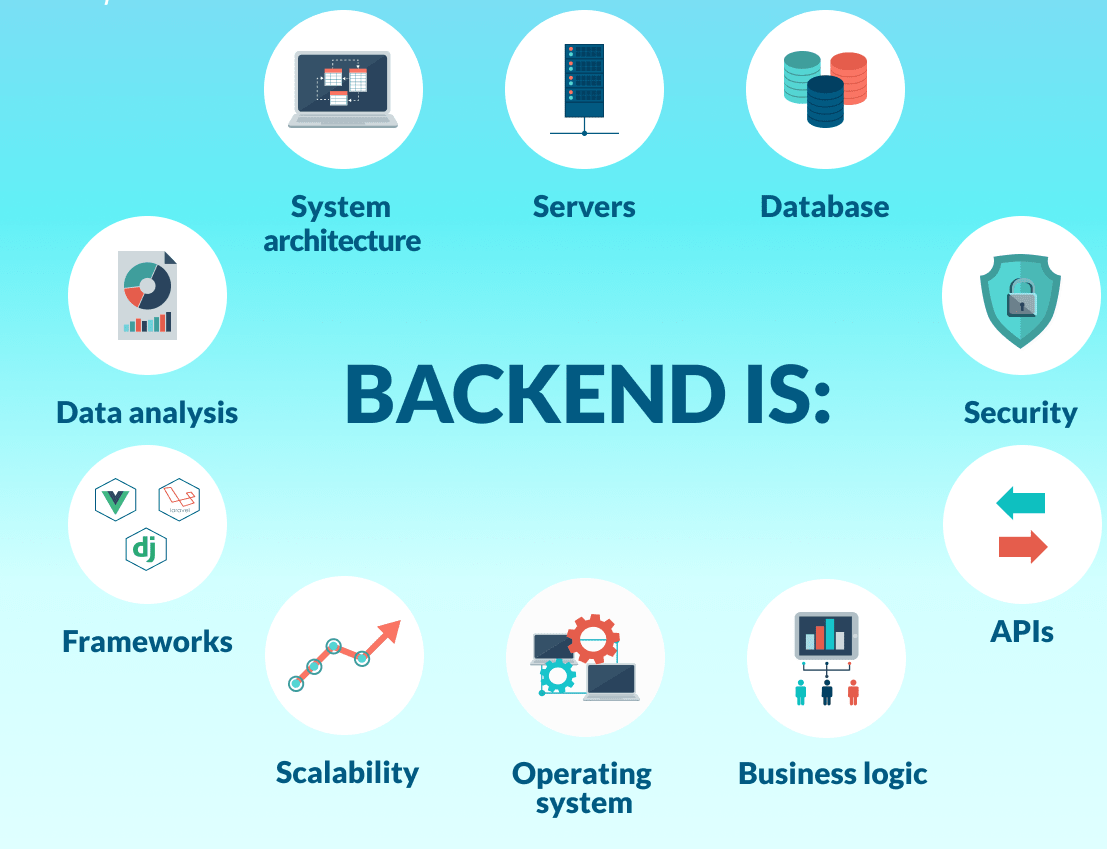 System
architecture
Servers
Database
Data analysis
BACKEND IS:
Security
laravel
dj
Frameworks
APIs
Scalability
Operating
system
Business logic